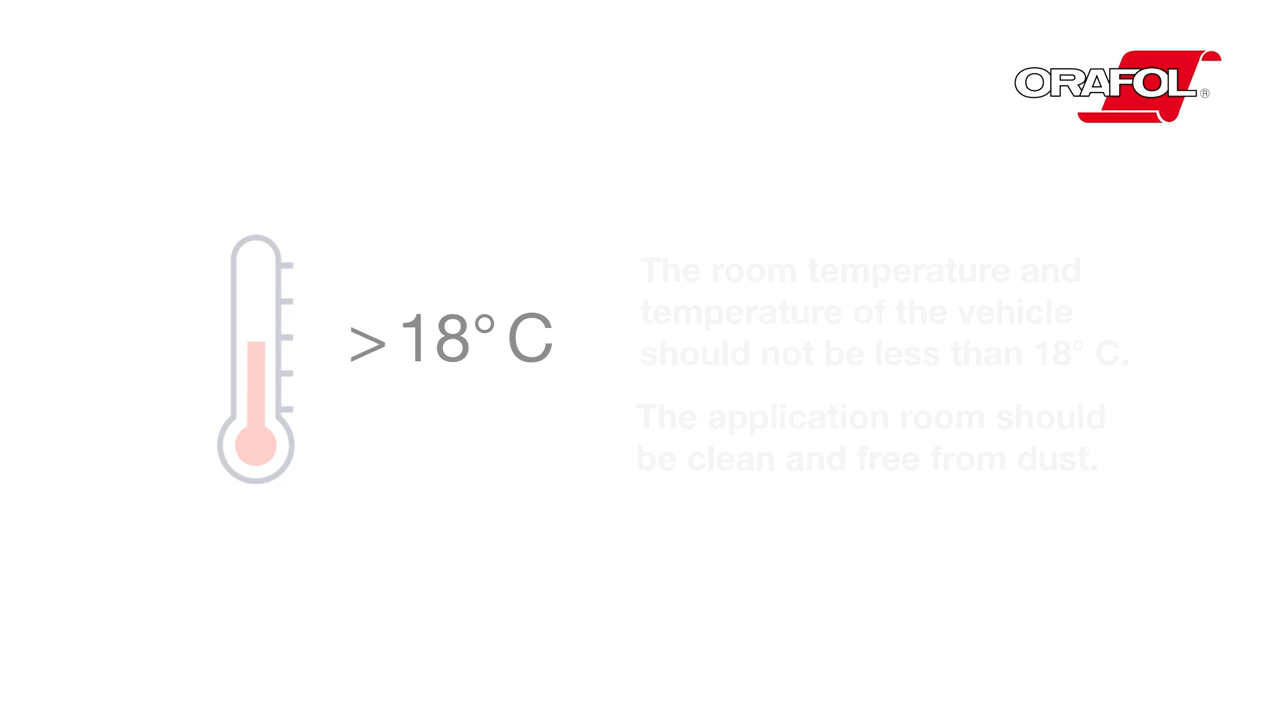 ORAFOL®
> 18° C
The room temperature and
temperature of the vehicle
should not be less than 18° C.
The application room should
be clean and free from dust.